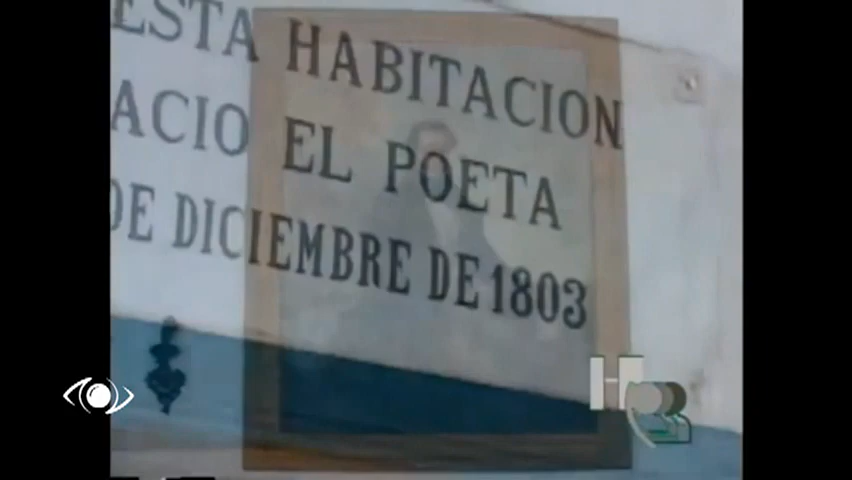 ESTA HABITACION
ACIO EL POETA
DE DICIEMBRE DE 1803